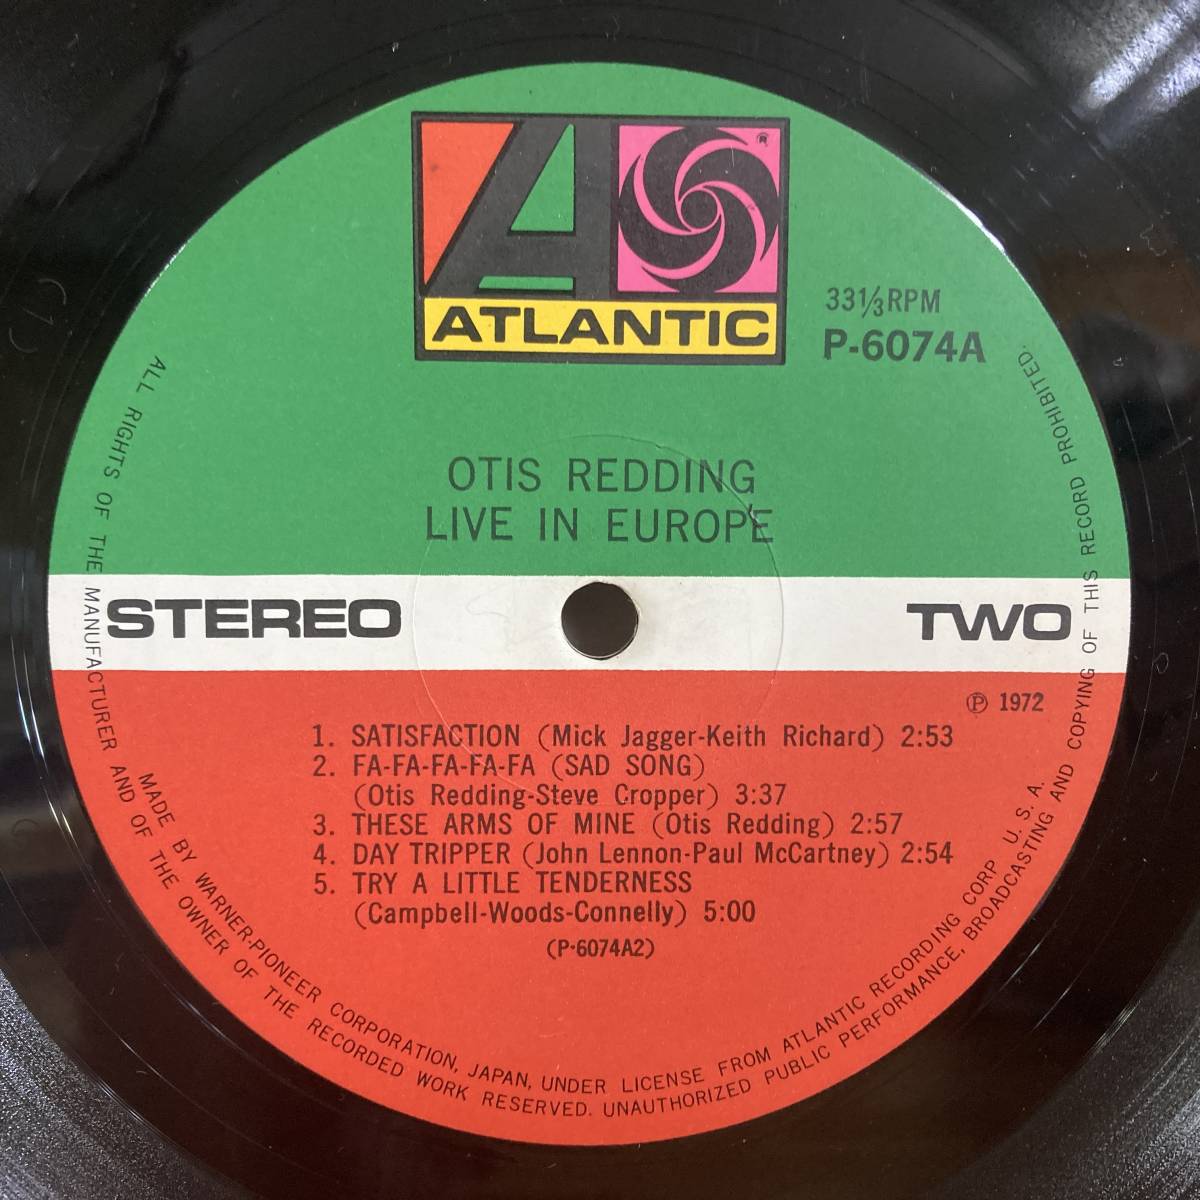 ATLANTIC
®
33⅓ RPM
P-6074A
OTIS REDDING
LIVE IN EUROPE
STEREO
TWO
℗ 1972
1. SATISFACTION (Mick Jagger-Keith Richard) 2:53
2. FA-FA-FA-FA-FA (SAD SONG)
(Otis Redding-Steve Cropper) 3:37
3. THESE ARMS OF MINE (Otis Redding) 2:57
4. DAY TRIPPER (John Lennon-Paul McCartney) 2:54
5. TRY A LITTLE TENDERNESS
(Campbell-Woods-Connelly) 5:00
(P-6074A2)
MADE BY WARNER-PIONEER CORPORATION, JAPAN, UNDER LICENSE FROM ATLANTIC RECORDING CORP. U. S. A.
ALL RIGHTS OF THE MANUFACTURER AND OF THE OWNER OF THE RECORDED WORK RESERVED. UNAUTHORIZED PUBLIC PERFORMANCE, BROADCASTING AND COPYING OF THIS RECORD PROHIBITED.